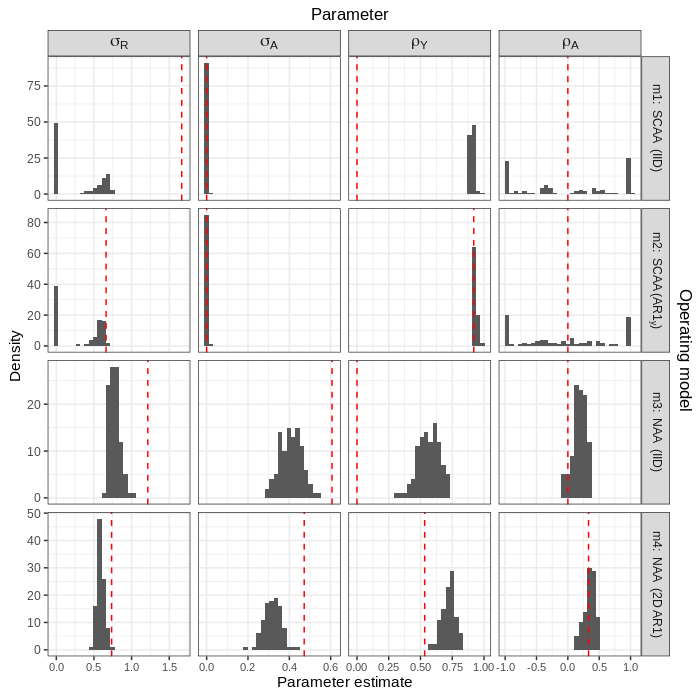 Parameter
σR σA ρY ρA
75
50
25
0
m1: SCAA (IID)
80
60
40
20
0
m2: SCAA (AR1y)
20
10
0
m3: NAA (IID)
50
40
30
20
10
0
m4: NAA (2D AR1)
Density
Operating model
0.0 0.5 1.0 1.5 0.0 0.2 0.4 0.6 0.00 0.25 0.50 0.75 1.00 -1.0 -0.5 0.0 0.5 1.0
Parameter estimate